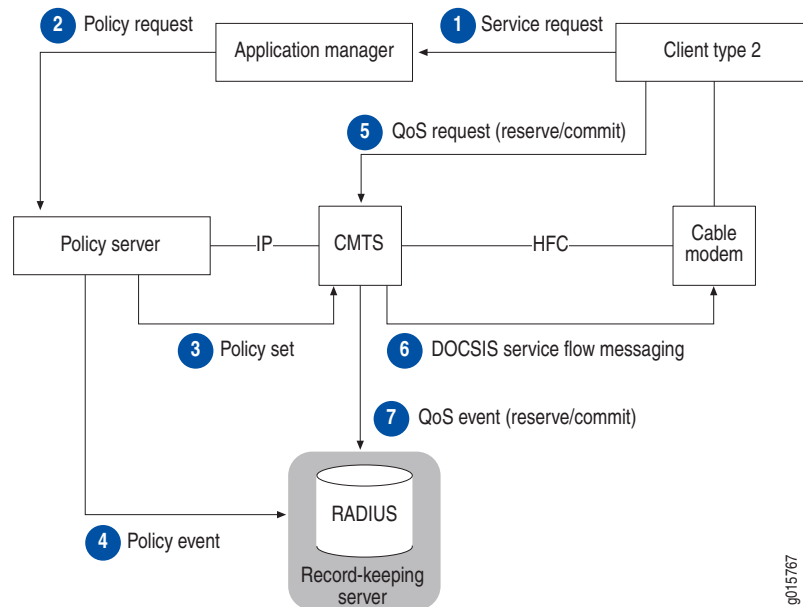 2 Policy request
1 Service request
Application manager
Client type 2
5 QoS request (reserve/commit)
Policy server
IP
CMTS
HFC
Cable
modem
3 Policy set
6 DOCSIS service flow messaging
7 QoS event (reserve/commit)
RADIUS
4 Policy event
Record-keeping
server
g015767